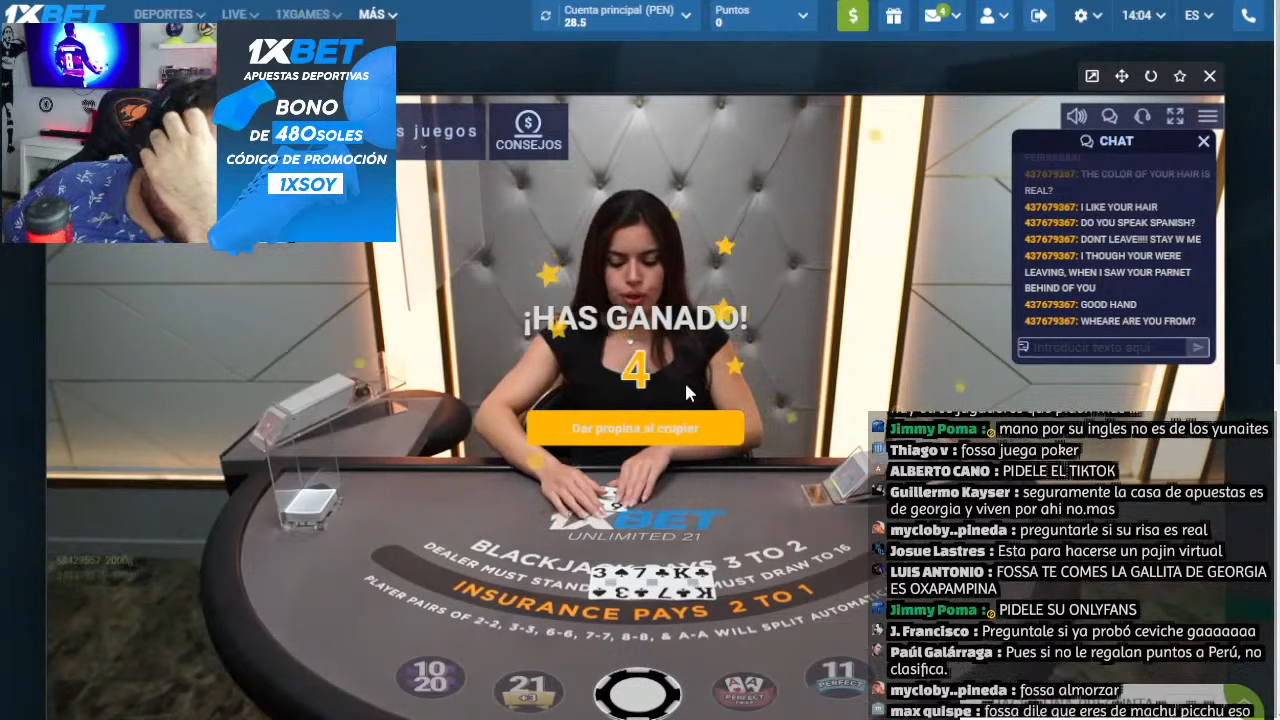 1XBET
DEPORTES
LIVE
1XGAMES
MÁS
Cuenta principal (PEN)
28.5
Puntos
0
$
4
14:04
ES
1XBET
APUESTAS DEPORTIVAS
BONO
DE 480SOLES
CÓDIGO DE PROMOCIÓN
1XSOY
s juegos
$
CONSEJOS
CHAT
437679367: THE COLOR OF YOUR HAIR IS
REAL?
437679367: I LIKE YOUR HAIR
437679367: DO YOU SPEAK SPANISH?
437679367: DONT LEAVE!!!! STAY W ME
437679367: I THOUGH YOUR WERE
LEAVING, WHEN I SAW YOUR PARNET
BEHIND OF YOU
437679367: GOOD HAND
437679367: WHEARE ARE YOU FROM?
Introducir texto aquí
¡HAS GANADO!
4
Dar propina al crupier
1XBET
UNLIMITED 21
BLACKJACK PAYS 3 TO 2
DEALER MUST STAND MUST DRAW TO 16
INSURANCE PAYS 2 TO 1
PLAYER PAIRS OF 2-2, 3-3, 6-6, 7-7, 8-8, & A-A WILL SPLIT AUTOMATIC
3 7 K
10
20
21
PERFECT
11
PERFECT
Jimmy Poma : mano por su ingles no es de los yunaites
Thiago v : fossa juega poker
ALBERTO CANO : PIDELE EL TIKTOK
Guillermo Kayser : seguramente la casa de apuestas es
de georgia y viven por ahi no.mas
mycloby..pineda : preguntarle si su risa es real
Josue Lastres : Esta para hacerse un pajin virtual
LUIS ANTONIO : FOSSA TE COMES LA GALLITA DE GEORGIA
ES OXAPAMPINA
Jimmy Poma : PIDELE SU ONLYFANS
J. Francisco : Preguntale si ya probó ceviche gaaaaaaa
Paúl Galárraga : Pues si no le regalan puntos a Perú, no
clasifica.
mycloby..pineda : fossa almorzar
max quispe : fossa dile que eres de machu picchu eso